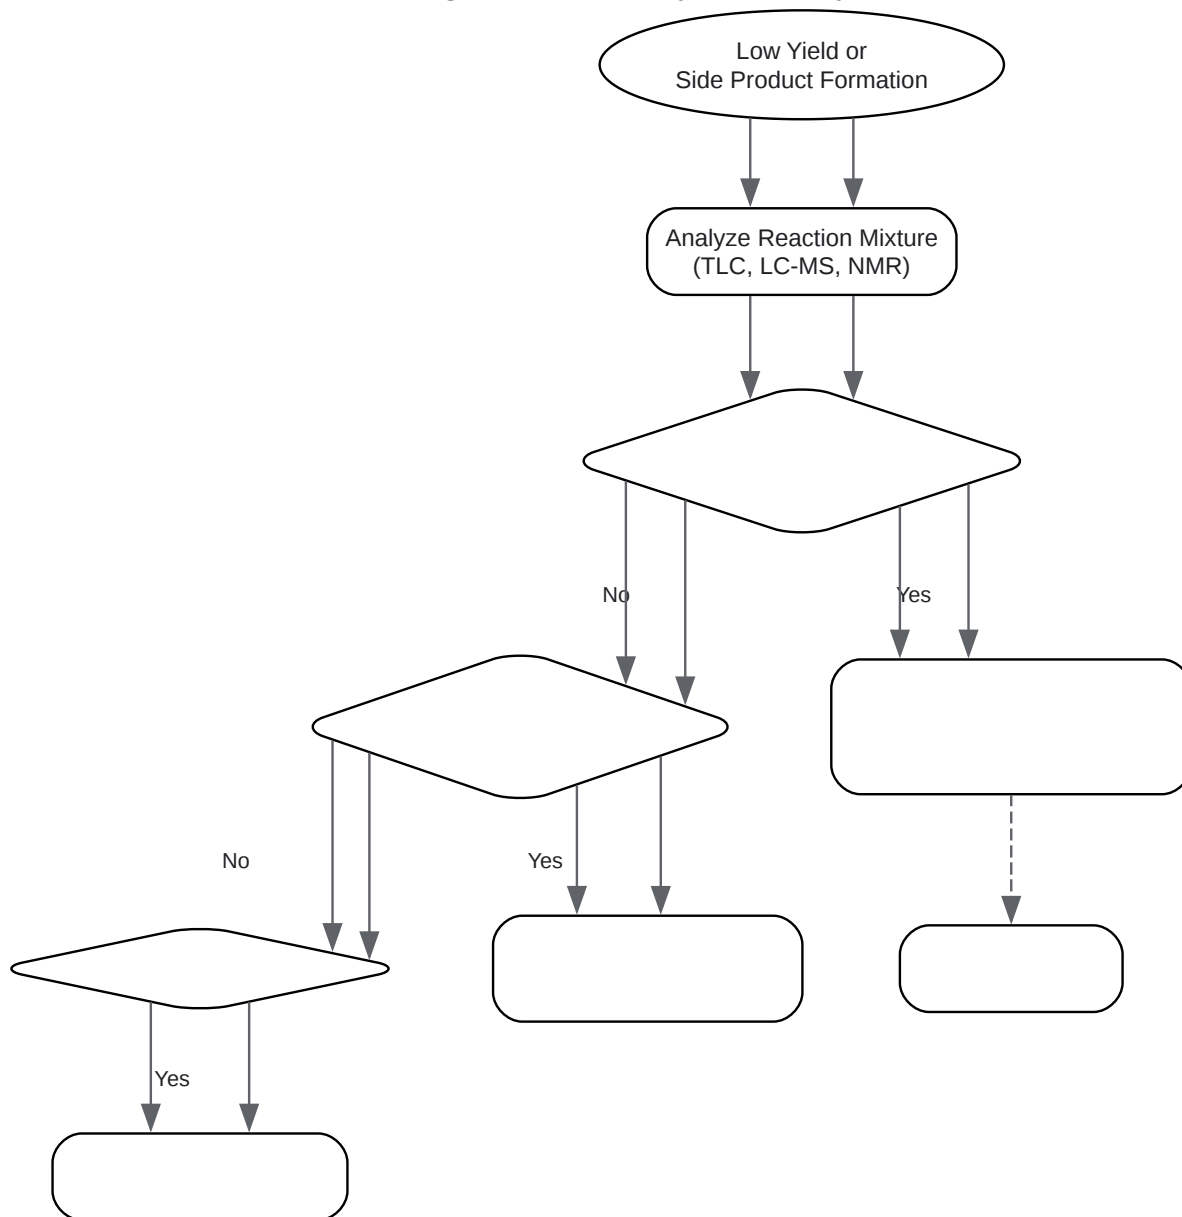 Low Yield or
Side Product Formation
Analyze Reaction Mixture
(TLC, LC-MS, NMR)
No
Yes
No
Yes
Yes